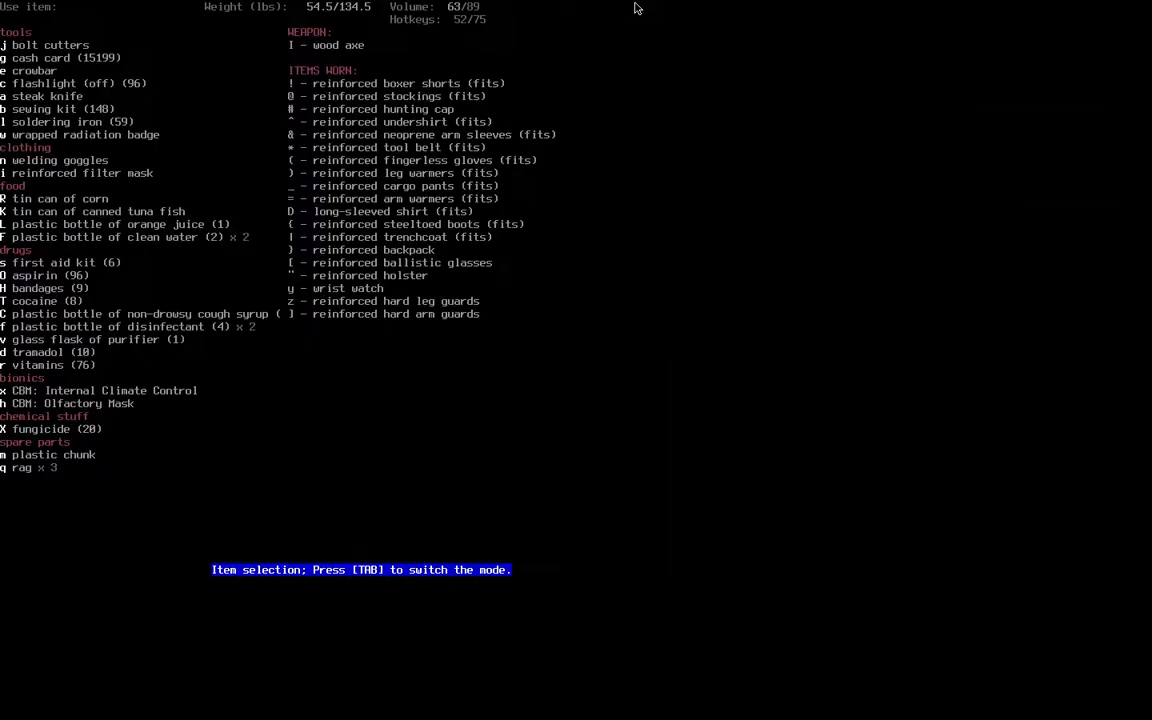 Use item: Weight (lbs): 54.5/134.5 Volume: 63/89
Hotkeys: 52/75
tools
j bolt cutters
g cash card (15199)
e crowbar
c flashlight (off) (96)
a steak knife
b sewing kit (148)
l soldering iron (59)
w wrapped radiation badge
clothing
n welding goggles
i reinforced filter mask
food
R tin can of corn
K tin can of canned tuna fish
L plastic bottle of orange juice (1)
F plastic bottle of clean water (2) x 2
drugs
s first aid kit (6)
O aspirin (96)
H bandages (9)
T cocaine (8)
C plastic bottle of non-drowsy cough syrup (
f plastic bottle of disinfectant (4) x 2
v glass flask of purifier (1)
d tramadol (10)
r vitamins (76)
bionics
x CBM: Internal Climate Control
h CBM: Olfactory Mask
chemical stuff
X fungicide (20)
spare parts
m plastic chunk
q rag x 3
WEAPON:
I - wood axe
ITEMS WORN:
! - reinforced boxer shorts (fits)
@ - reinforced stockings (fits)
# - reinforced hunting cap
^ - reinforced undershirt (fits)
& - reinforced neoprene arm sleeves (fits)
* - reinforced tool belt (fits)
( - reinforced fingerless gloves (fits)
) - reinforced leg warmers (fits)
_ - reinforced cargo pants (fits)
= - reinforced arm warmers (fits)
D - long-sleeved shirt (fits)
{ - reinforced steeltoed boots (fits)
| - reinforced trenchcoat (fits)
} - reinforced backpack
[ - reinforced ballistic glasses
" - reinforced holster
y - wrist watch
z - reinforced hard leg guards
] - reinforced hard arm guards
Item selection; Press [TAB] to switch the mode.